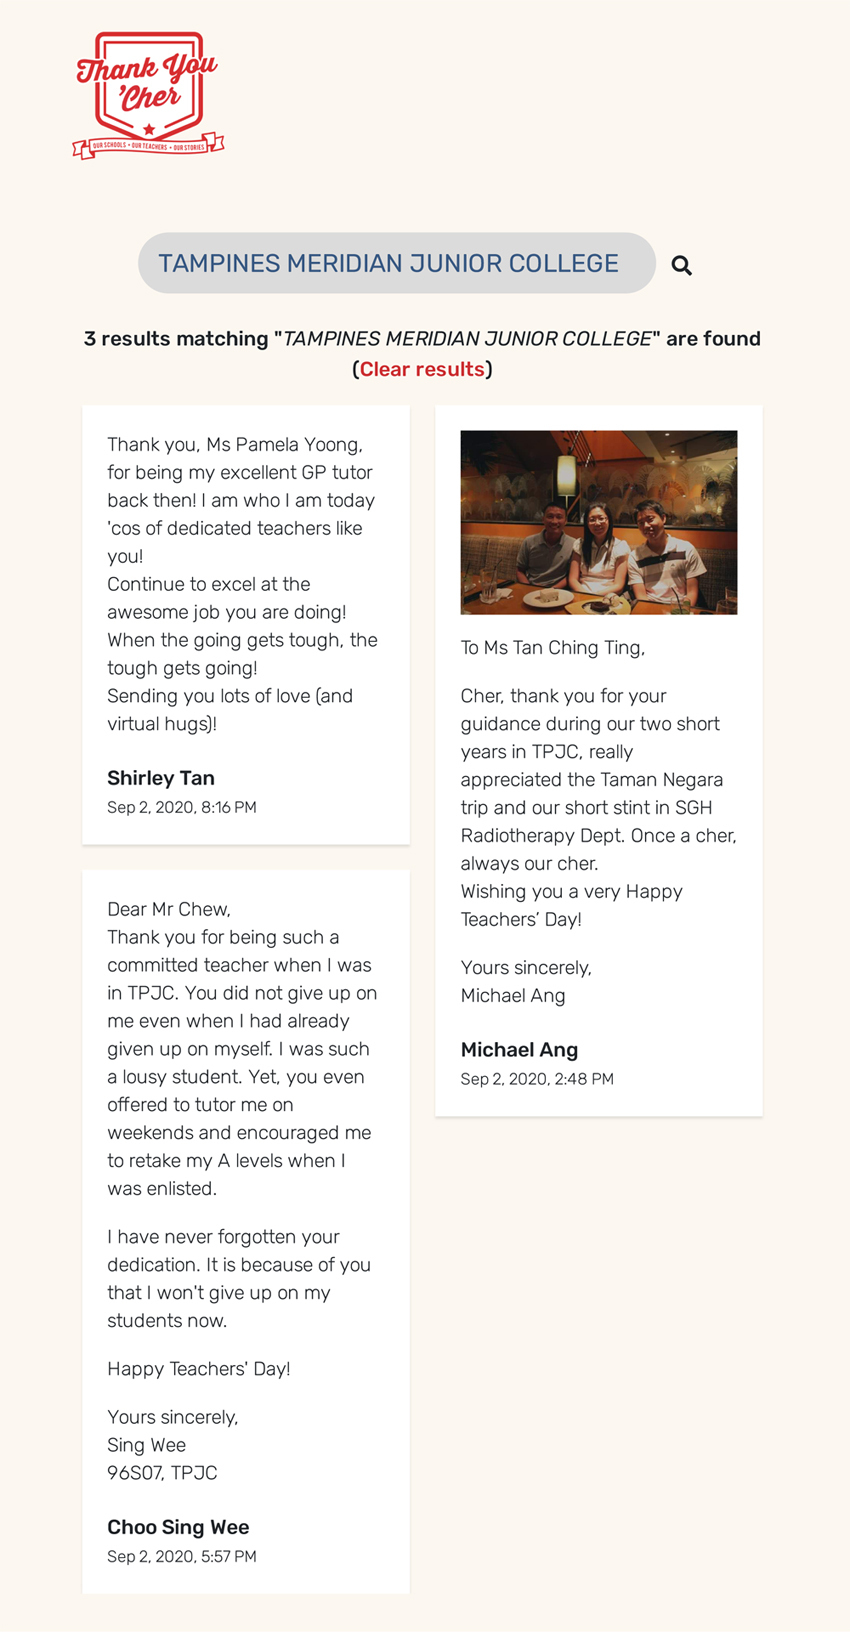 Thank You
'Cher
OUR SCHOOLS • OUR TEACHERS • OUR STORIES
TAMPINES MERIDIAN JUNIOR COLLEGE
3 results matching "TAMPINES MERIDIAN JUNIOR COLLEGE" are found
(Clear results)
Thank you, Ms Pamela Yoong,
for being my excellent GP tutor
back then! I am who I am today
'cos of dedicated teachers like
you!
Continue to excel at the
awesome job you are doing!
When the going gets tough, the
tough gets going!
Sending you lots of love (and
virtual hugs)!
Shirley Tan
Sep 2, 2020, 8:16 PM
Dear Mr Chew,
Thank you for being such a
committed teacher when I was
in TPJC. You did not give up on
me even when I had already
given up on myself. I was such
a lousy student. Yet, you even
offered to tutor me on
weekends and encouraged me
to retake my A levels when I
was enlisted.
I have never forgotten your
dedication. It is because of you
that I won't give up on my
students now.
Happy Teachers' Day!
Yours sincerely,
Sing Wee
96S07, TPJC
Choo Sing Wee
Sep 2, 2020, 5:57 PM
To Ms Tan Ching Ting,
Cher, thank you for your
guidance during our two short
years in TPJC, really
appreciated the Taman Negara
trip and our short stint in SGH
Radiotherapy Dept. Once a cher,
always our cher.
Wishing you a very Happy
Teachers’ Day!
Yours sincerely,
Michael Ang
Michael Ang
Sep 2, 2020, 2:48 PM